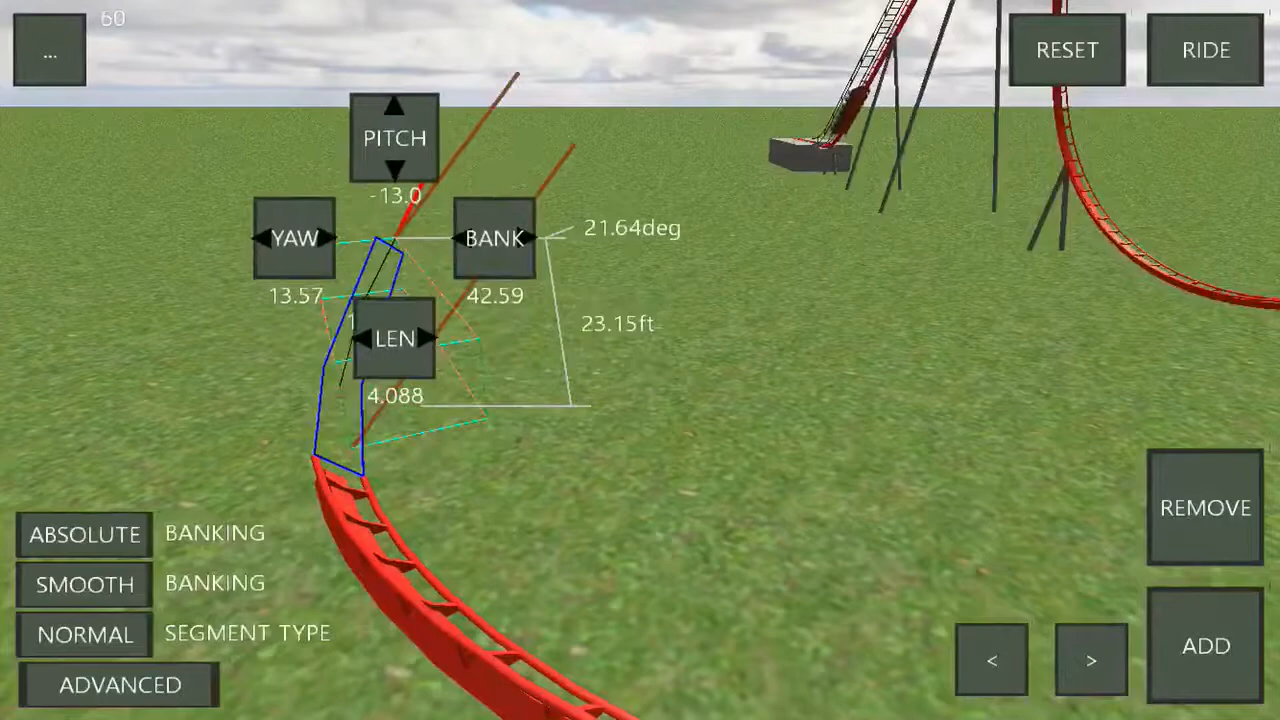 ...
60
RESET
RIDE
PITCH
-13.0
YAW
13.57
BANK
42.59
21.64deg
23.15ft
LEN
4.088
ABSOLUTE BANKING
SMOOTH BANKING
NORMAL SEGMENT TYPE
ADVANCED
REMOVE
ADD
<
>